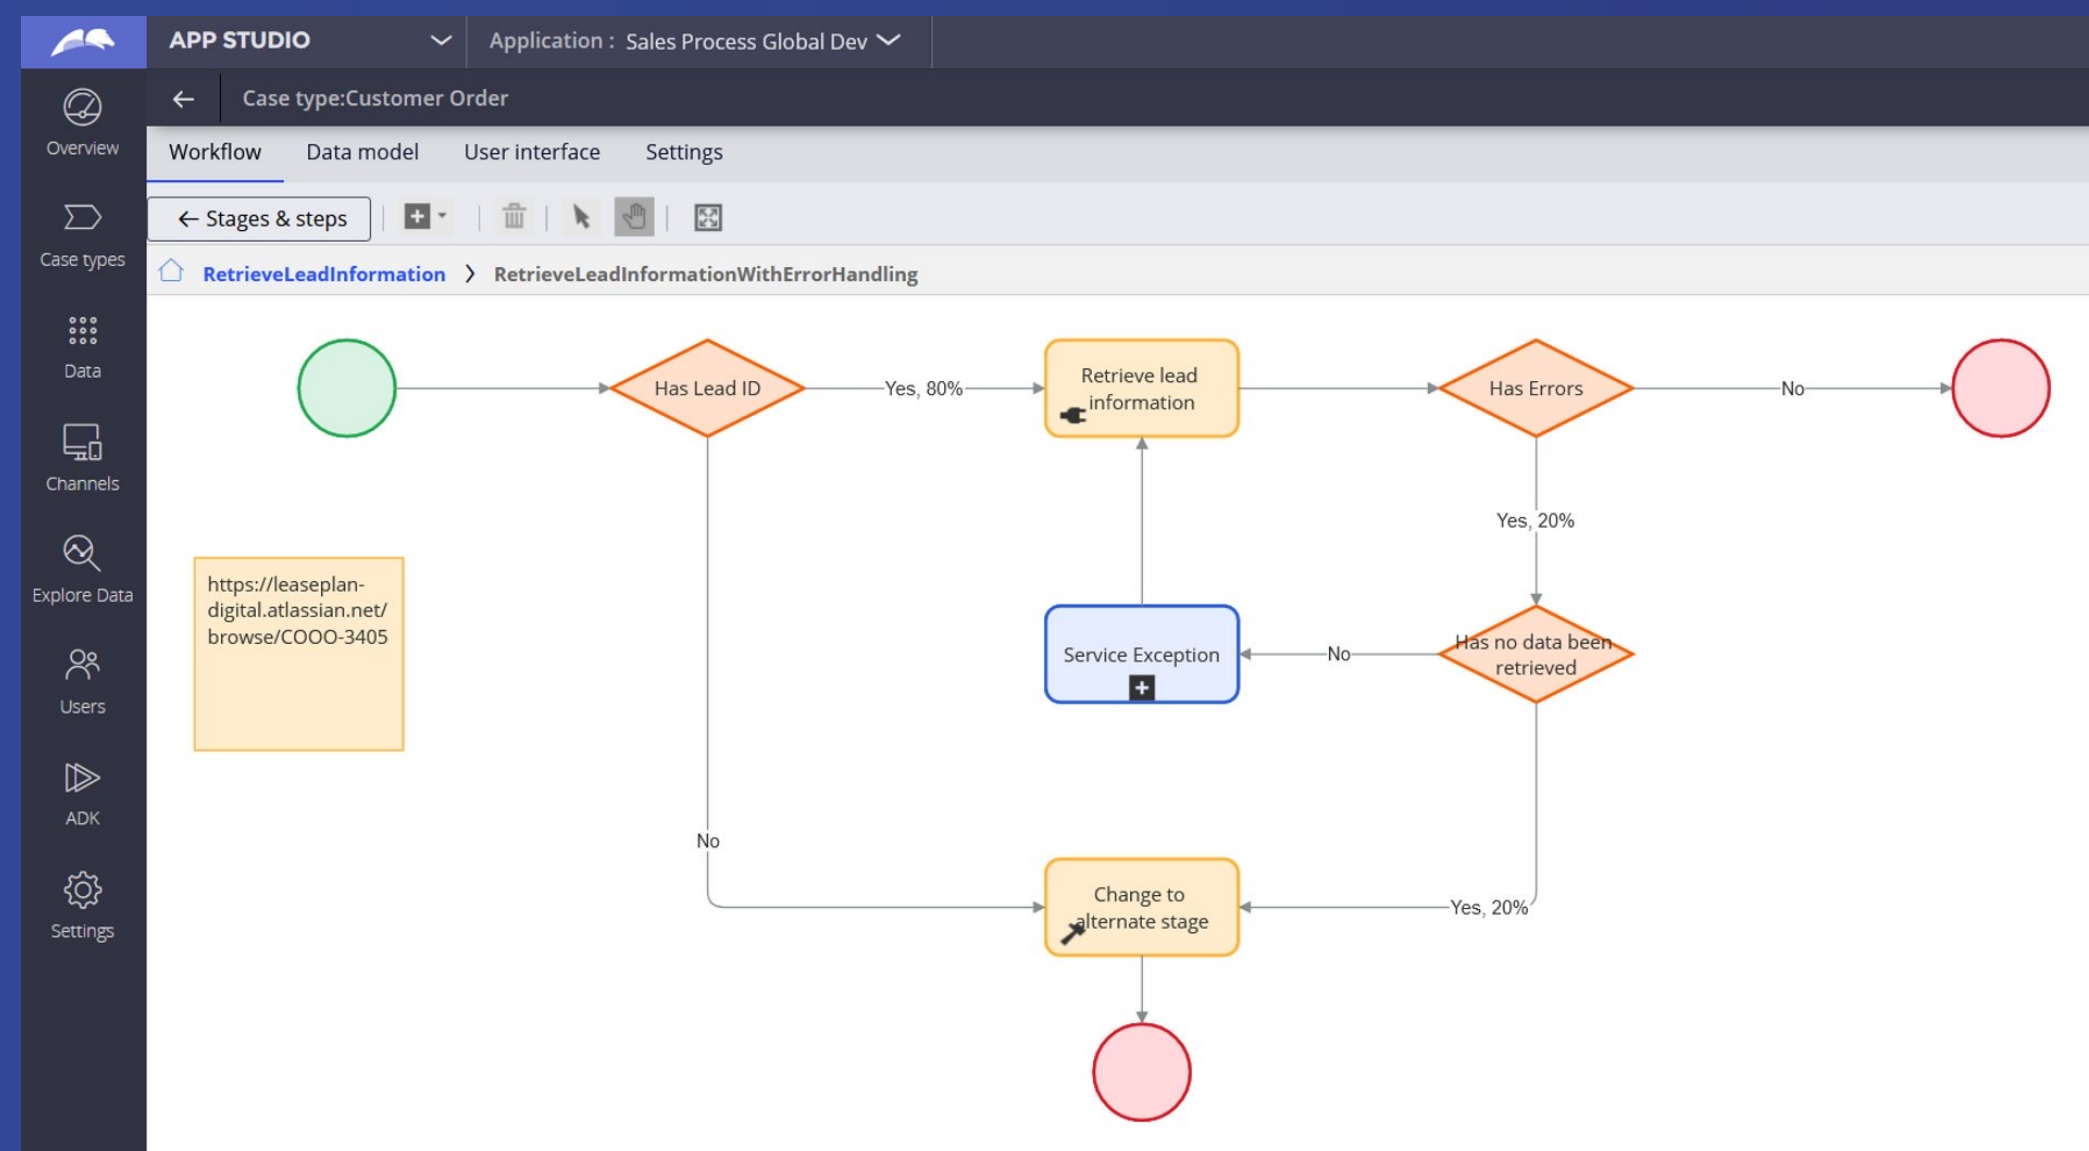 APP STUDIO
Application : Sales Process Global Dev
Case type:Customer Order
Overview
Case types
Data
Channels
Explore Data
Users
ADK
Settings
Workflow
Data model
User interface
Settings
Stages & steps
RetrieveLeadInformation
RetrieveLeadInformationWithErrorHandling
Has Lead ID
Yes, 80%
Retrieve lead
information
Has Errors
No
Yes, 20%
https://leaseplan-
digital.atlassian.net/
browse/COOO-3405
Service Exception
No
Has no data been
retrieved
No
Change to
alternate stage
Yes, 20%